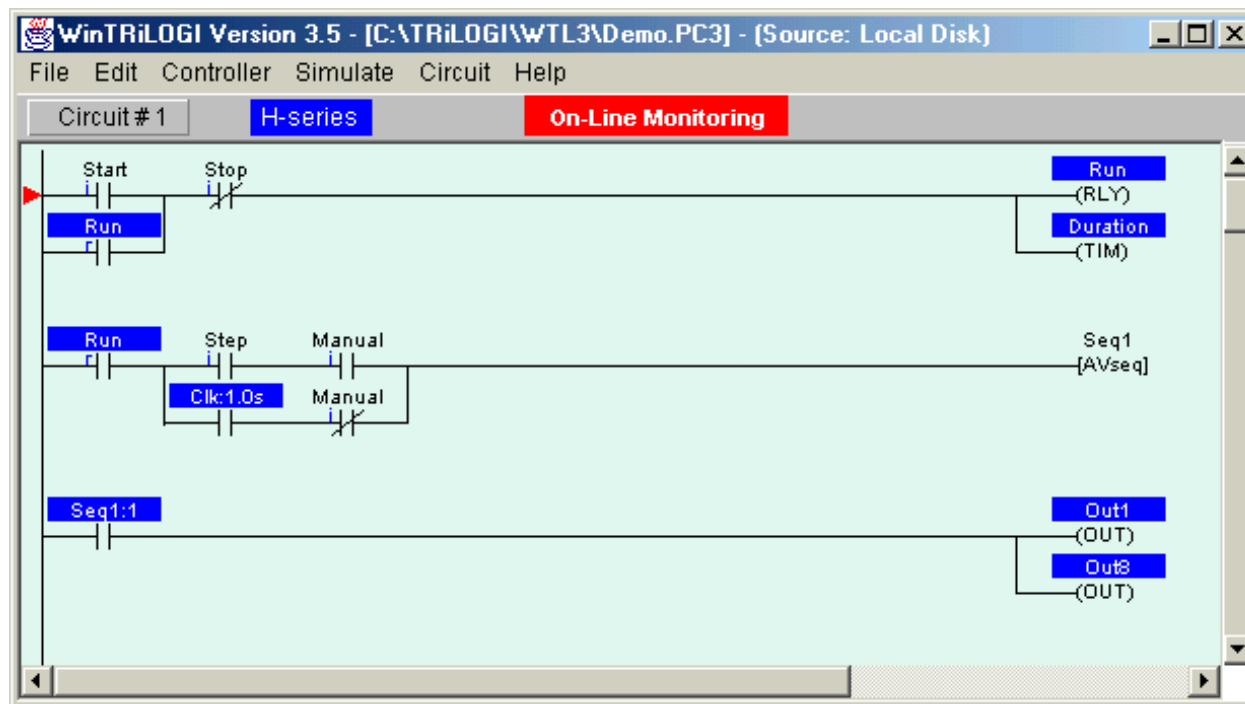 WinTRiLOGI Version 3.5 - [C:\TRiLOGI\WTL3\Demo.PC3] - (Source: Local Disk)
File Edit Controller Simulate Circuit Help
Circuit # 1 H-series On-Line Monitoring
Start Stop Run
i i (RLY)
Run Duration
r (TIM)
Run Step Manual Seq1
r i i [AVseq]
Clk:1.0s Manual
i
Seq1:1 Out1
(OUT)
Out8
(OUT)